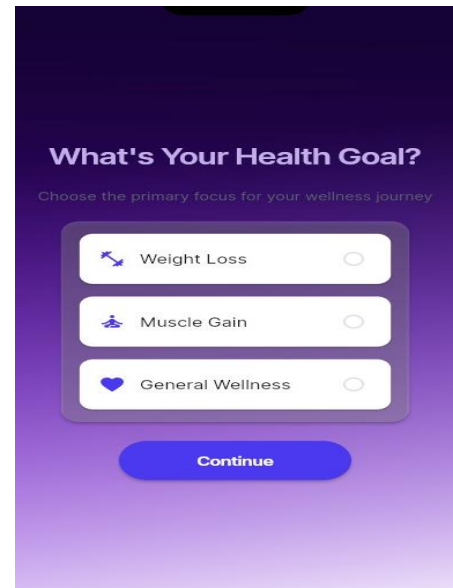 What's Your Health Goal?
Choose the primary focus for your wellness journey
Weight Loss
Muscle Gain
General Wellness
Continue